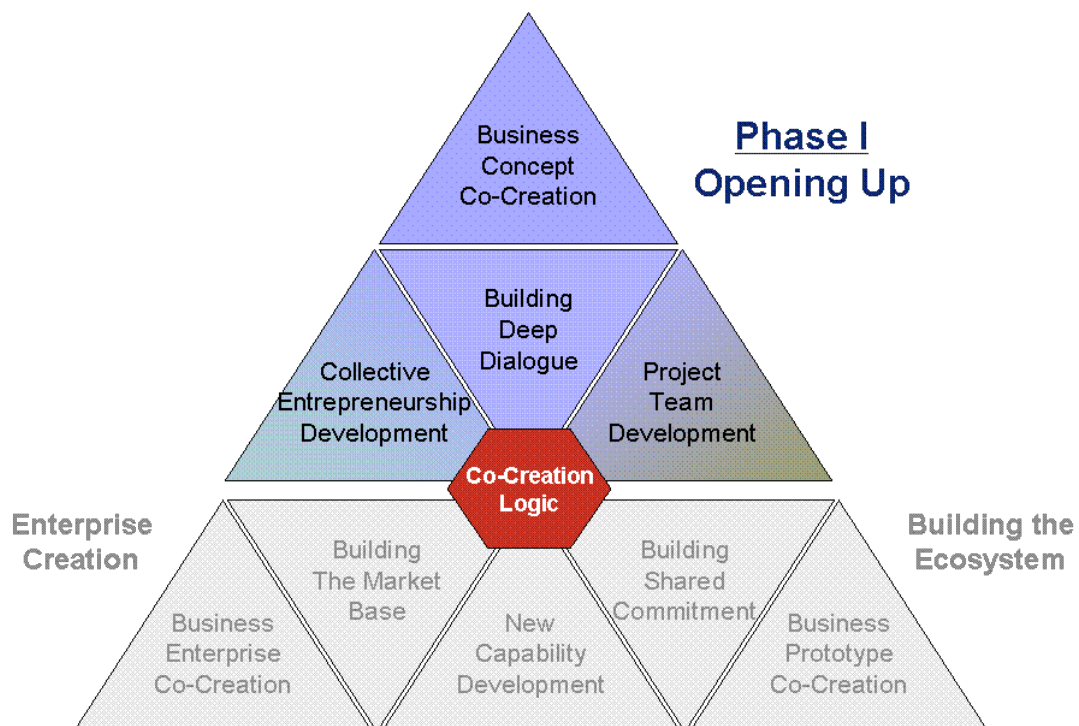 Business
Concept
Co-Creation
Phase I
Opening Up
Building
Deep
Dialogue
Collective
Entrepreneurship
Development
Project
Team
Development
Co-Creation
Logic
Enterprise
Creation
Building
The Market
Base
Building
Shared
Commitment
Building the
Ecosystem
Business
Enterprise
Co-Creation
New
Capability
Development
Business
Prototype
Co-Creation